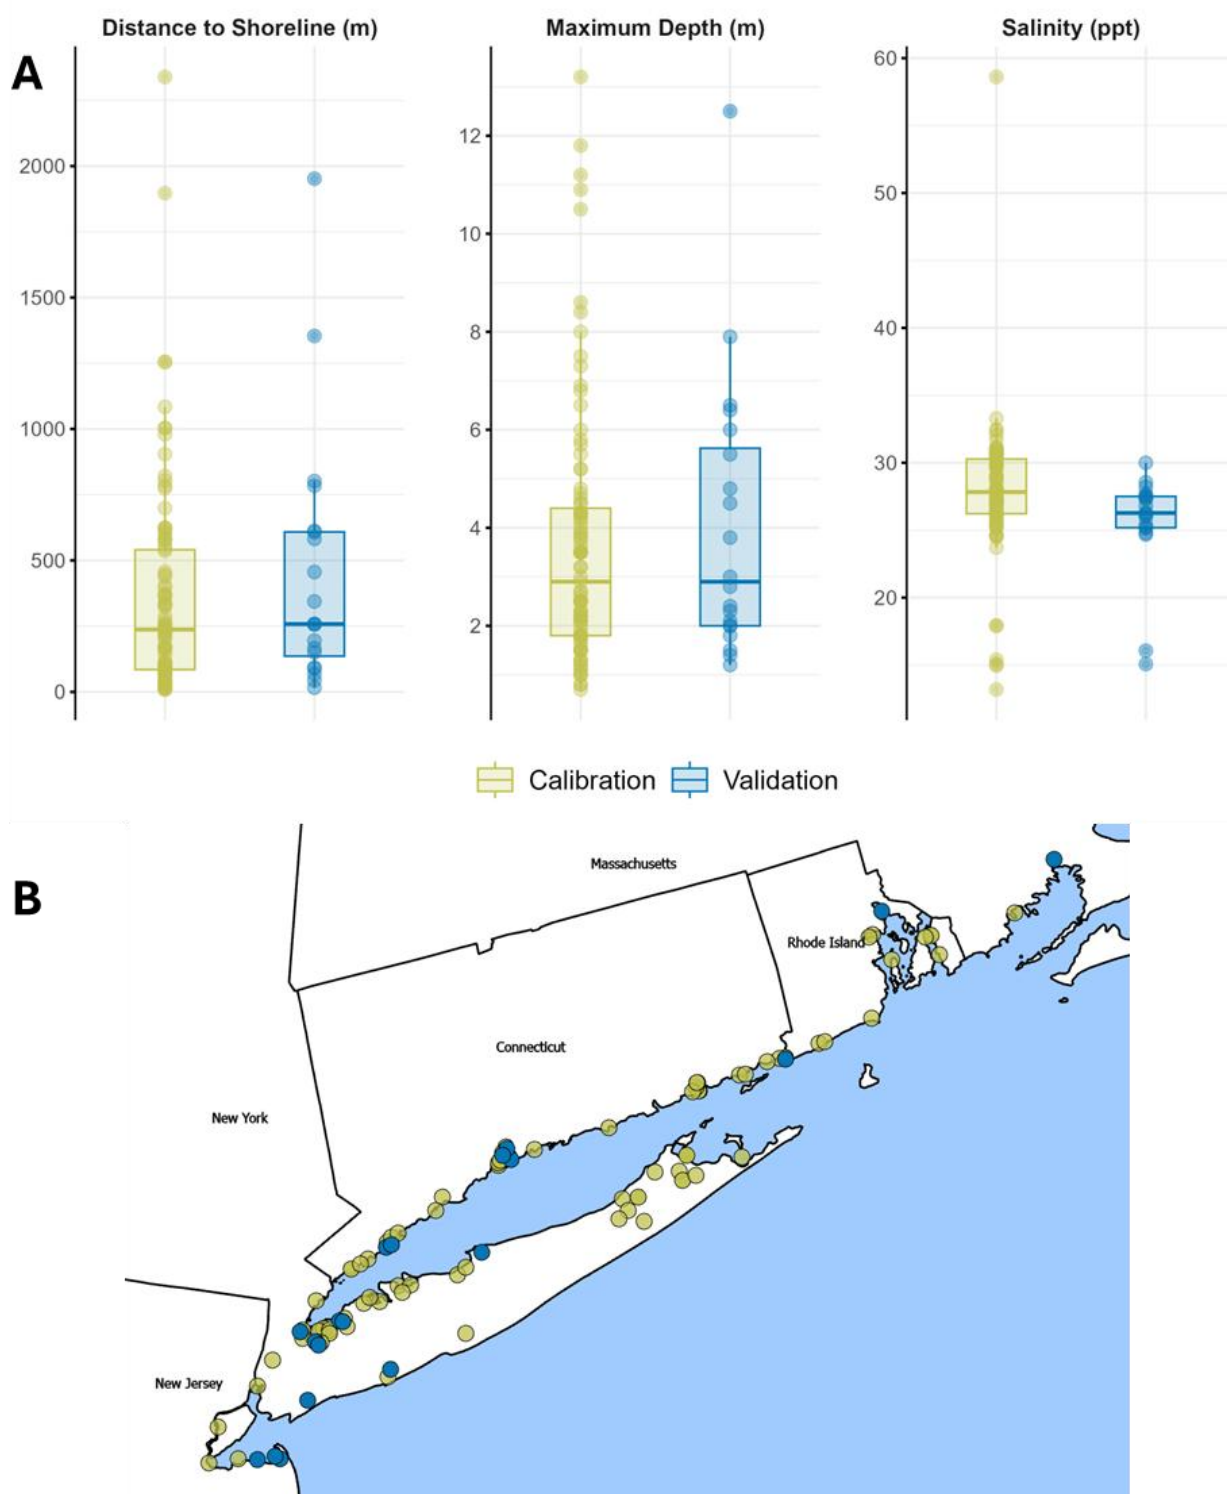 Distance to Shoreline (m) Maximum Depth (m) Salinity (ppt)
A
2000
1500
1000
500
0
12
10
8
6
4
2
60
50
40
30
20
Calibration Validation
B
Massachusetts
Rhode Island
Connecticut
New York
New Jersey